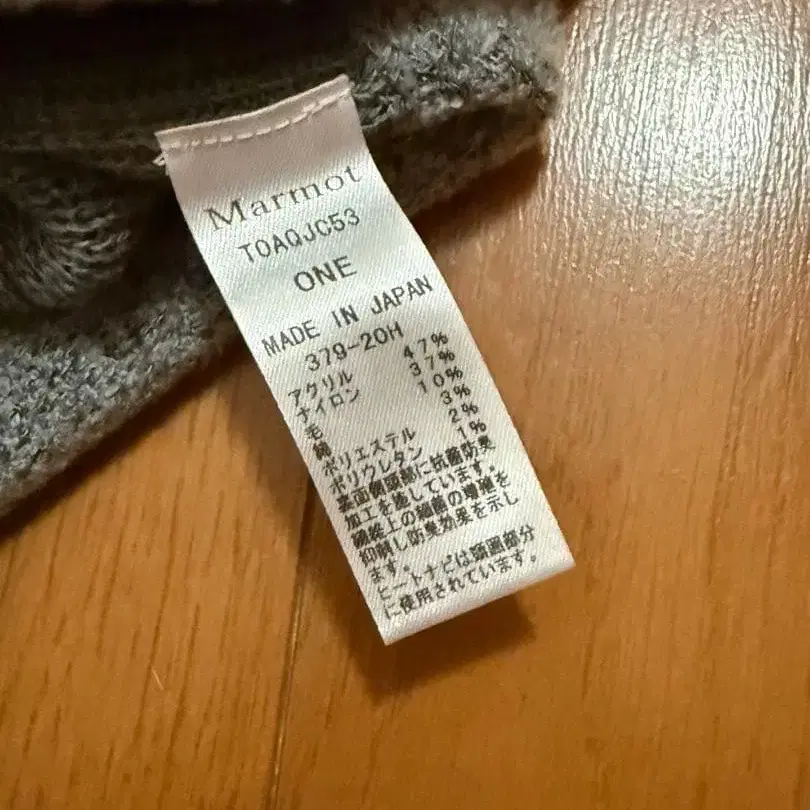 Marmot
TOAQJC53
ONE
MADE IN JAPAN
379-20H
アクリル 47%
ナイロン 37%
毛 10%
綿 3%
ポリエステル 2%
ポリウレタン 1%
裏面側頭部に抗菌防臭
加工を施しています。
繊維上の細菌の増殖を
抑制し防臭効果を示し
ます。
ヒートナビは頭囲部分
に使用されています。